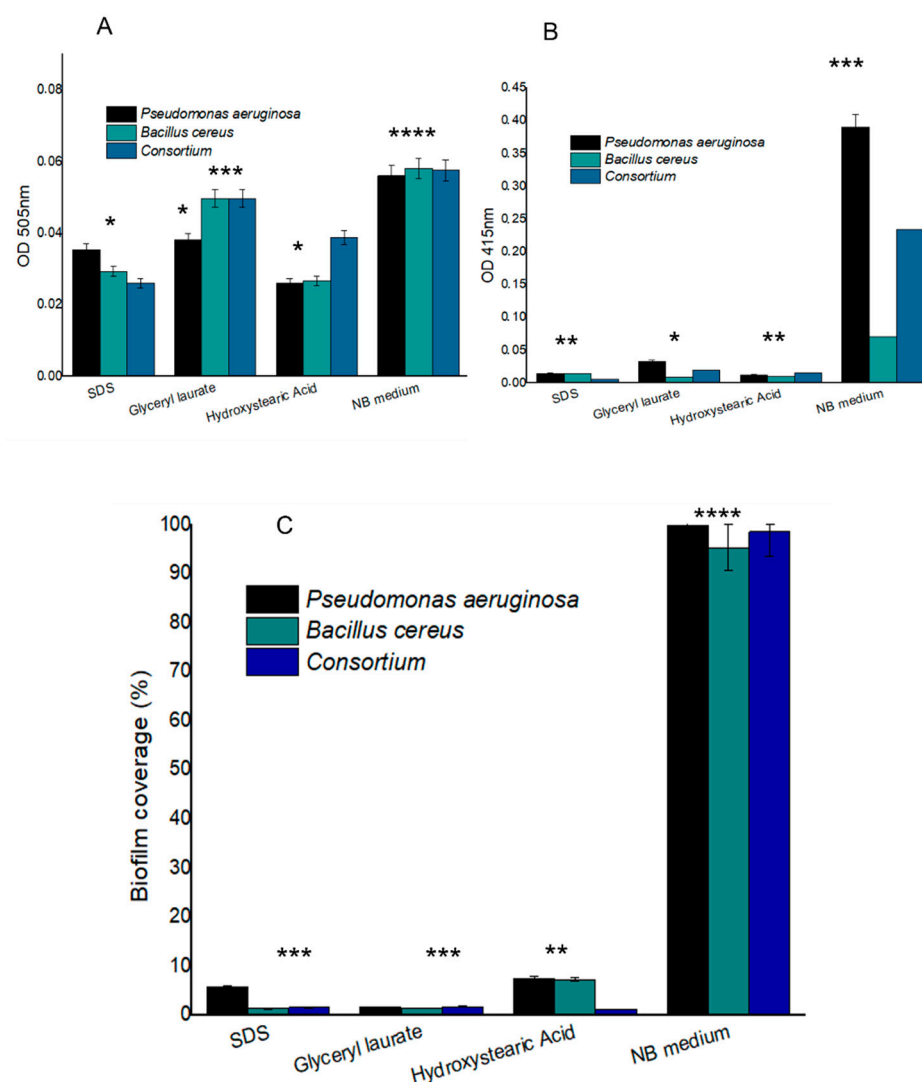 A
OD 505nm
0.08
0.06
0.04
0.02
0.00
Pseudomonas aeruginosa
Bacillus cereus
Consortium
*
*
***
*
****
SDS
Glyceryl laurate
Hydroxystearic Acid
NB medium
B
OD 415nm
0.45
0.40
0.35
0.30
0.25
0.20
0.15
0.10
0.05
0.00
Pseudomonas aeruginosa
Bacillus cereus
Consortium
**
*
**
***
SDS
Glyceryl laurate
Hydroxystearic Acid
NB medium
C
Biofilm coverage (%)
100
90
80
70
60
50
40
30
20
10
0
Pseudomonas aeruginosa
Bacillus cereus
Consortium
***
***
**
****
SDS
Glyceryl laurate
Hydroxystearic Acid
NB medium